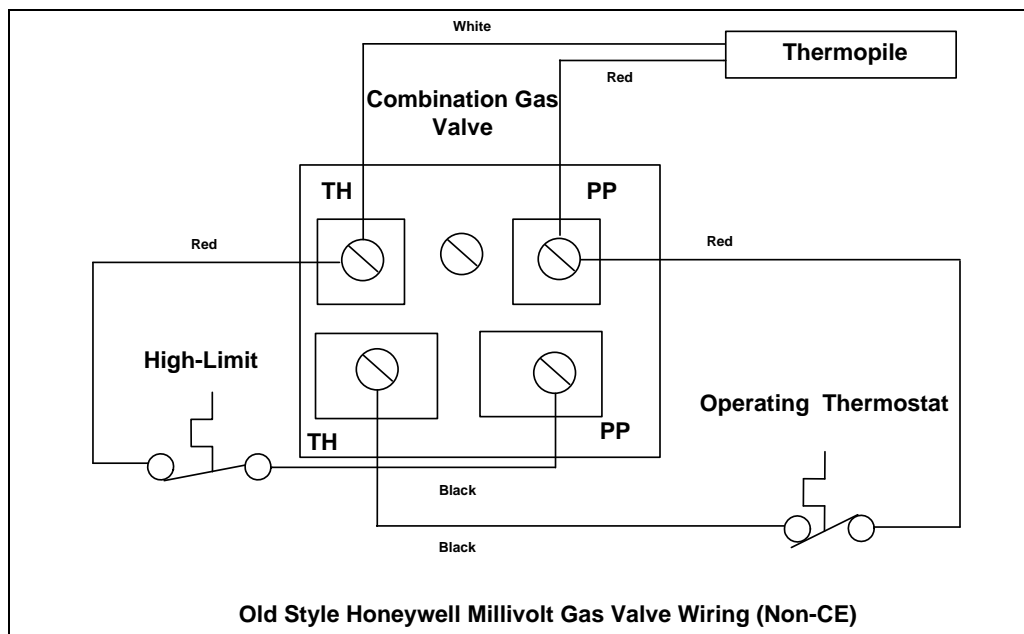 White
Thermopile
Red
Combination Gas
Valve
TH
PP
Red
Red
High-Limit
Operating Thermostat
TH
PP
Black
Black
Old Style Honeywell Millivolt Gas Valve Wiring (Non-CE)